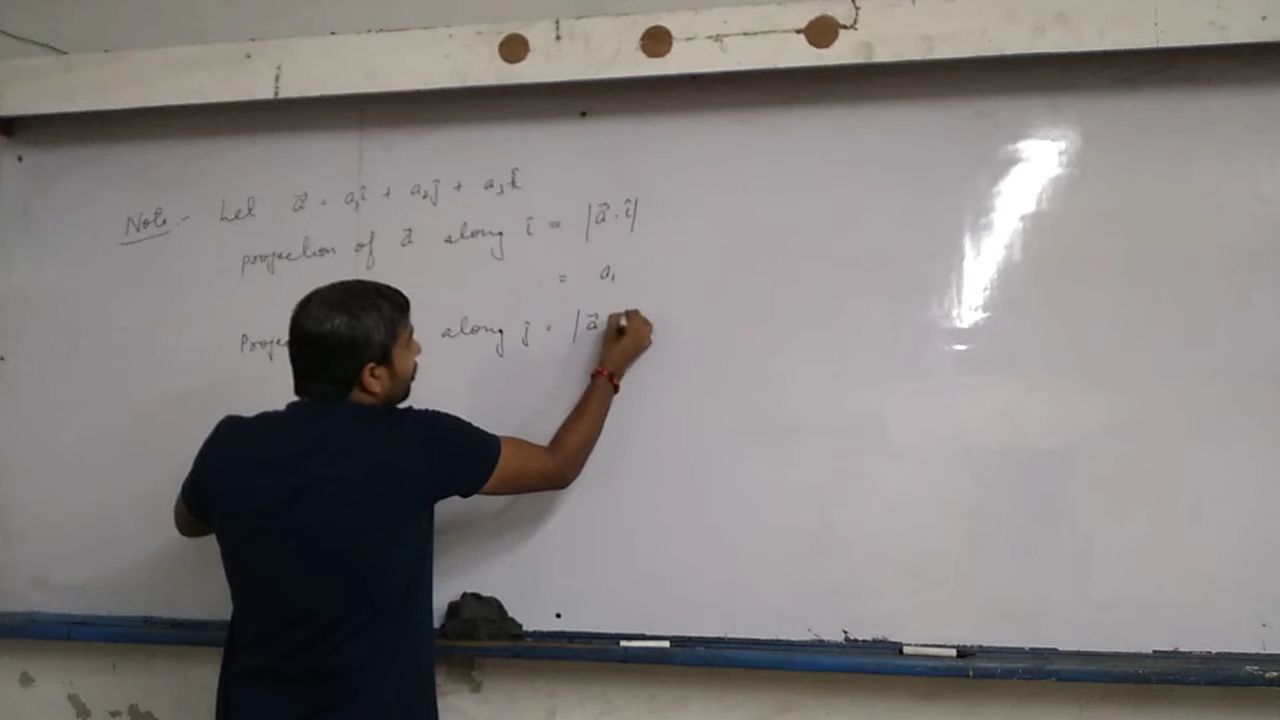 Note :- Let a⃗ = a₁î + a₂ĵ + a₃k̂
projection of a⃗ along î = |a⃗ · î|
= a₁
along ĵ = |a⃗